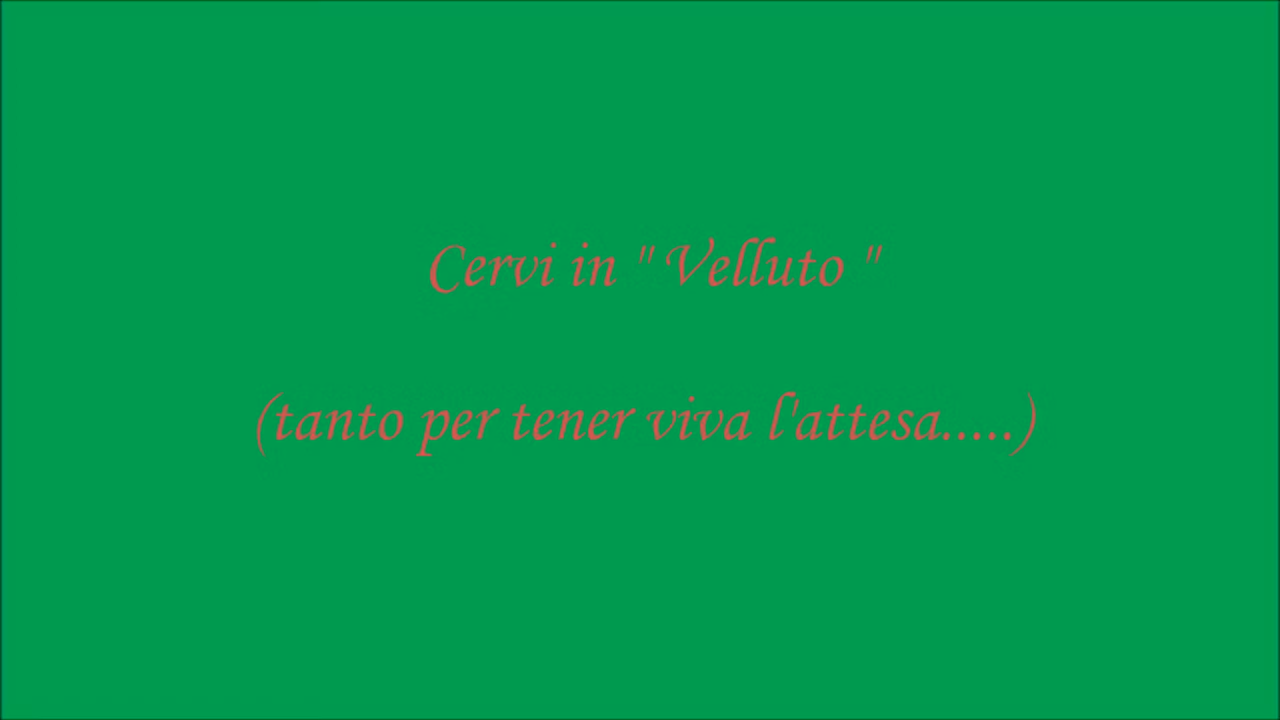 Cervi in " Velluto "
(tanto per tener viva l'attesa.....)